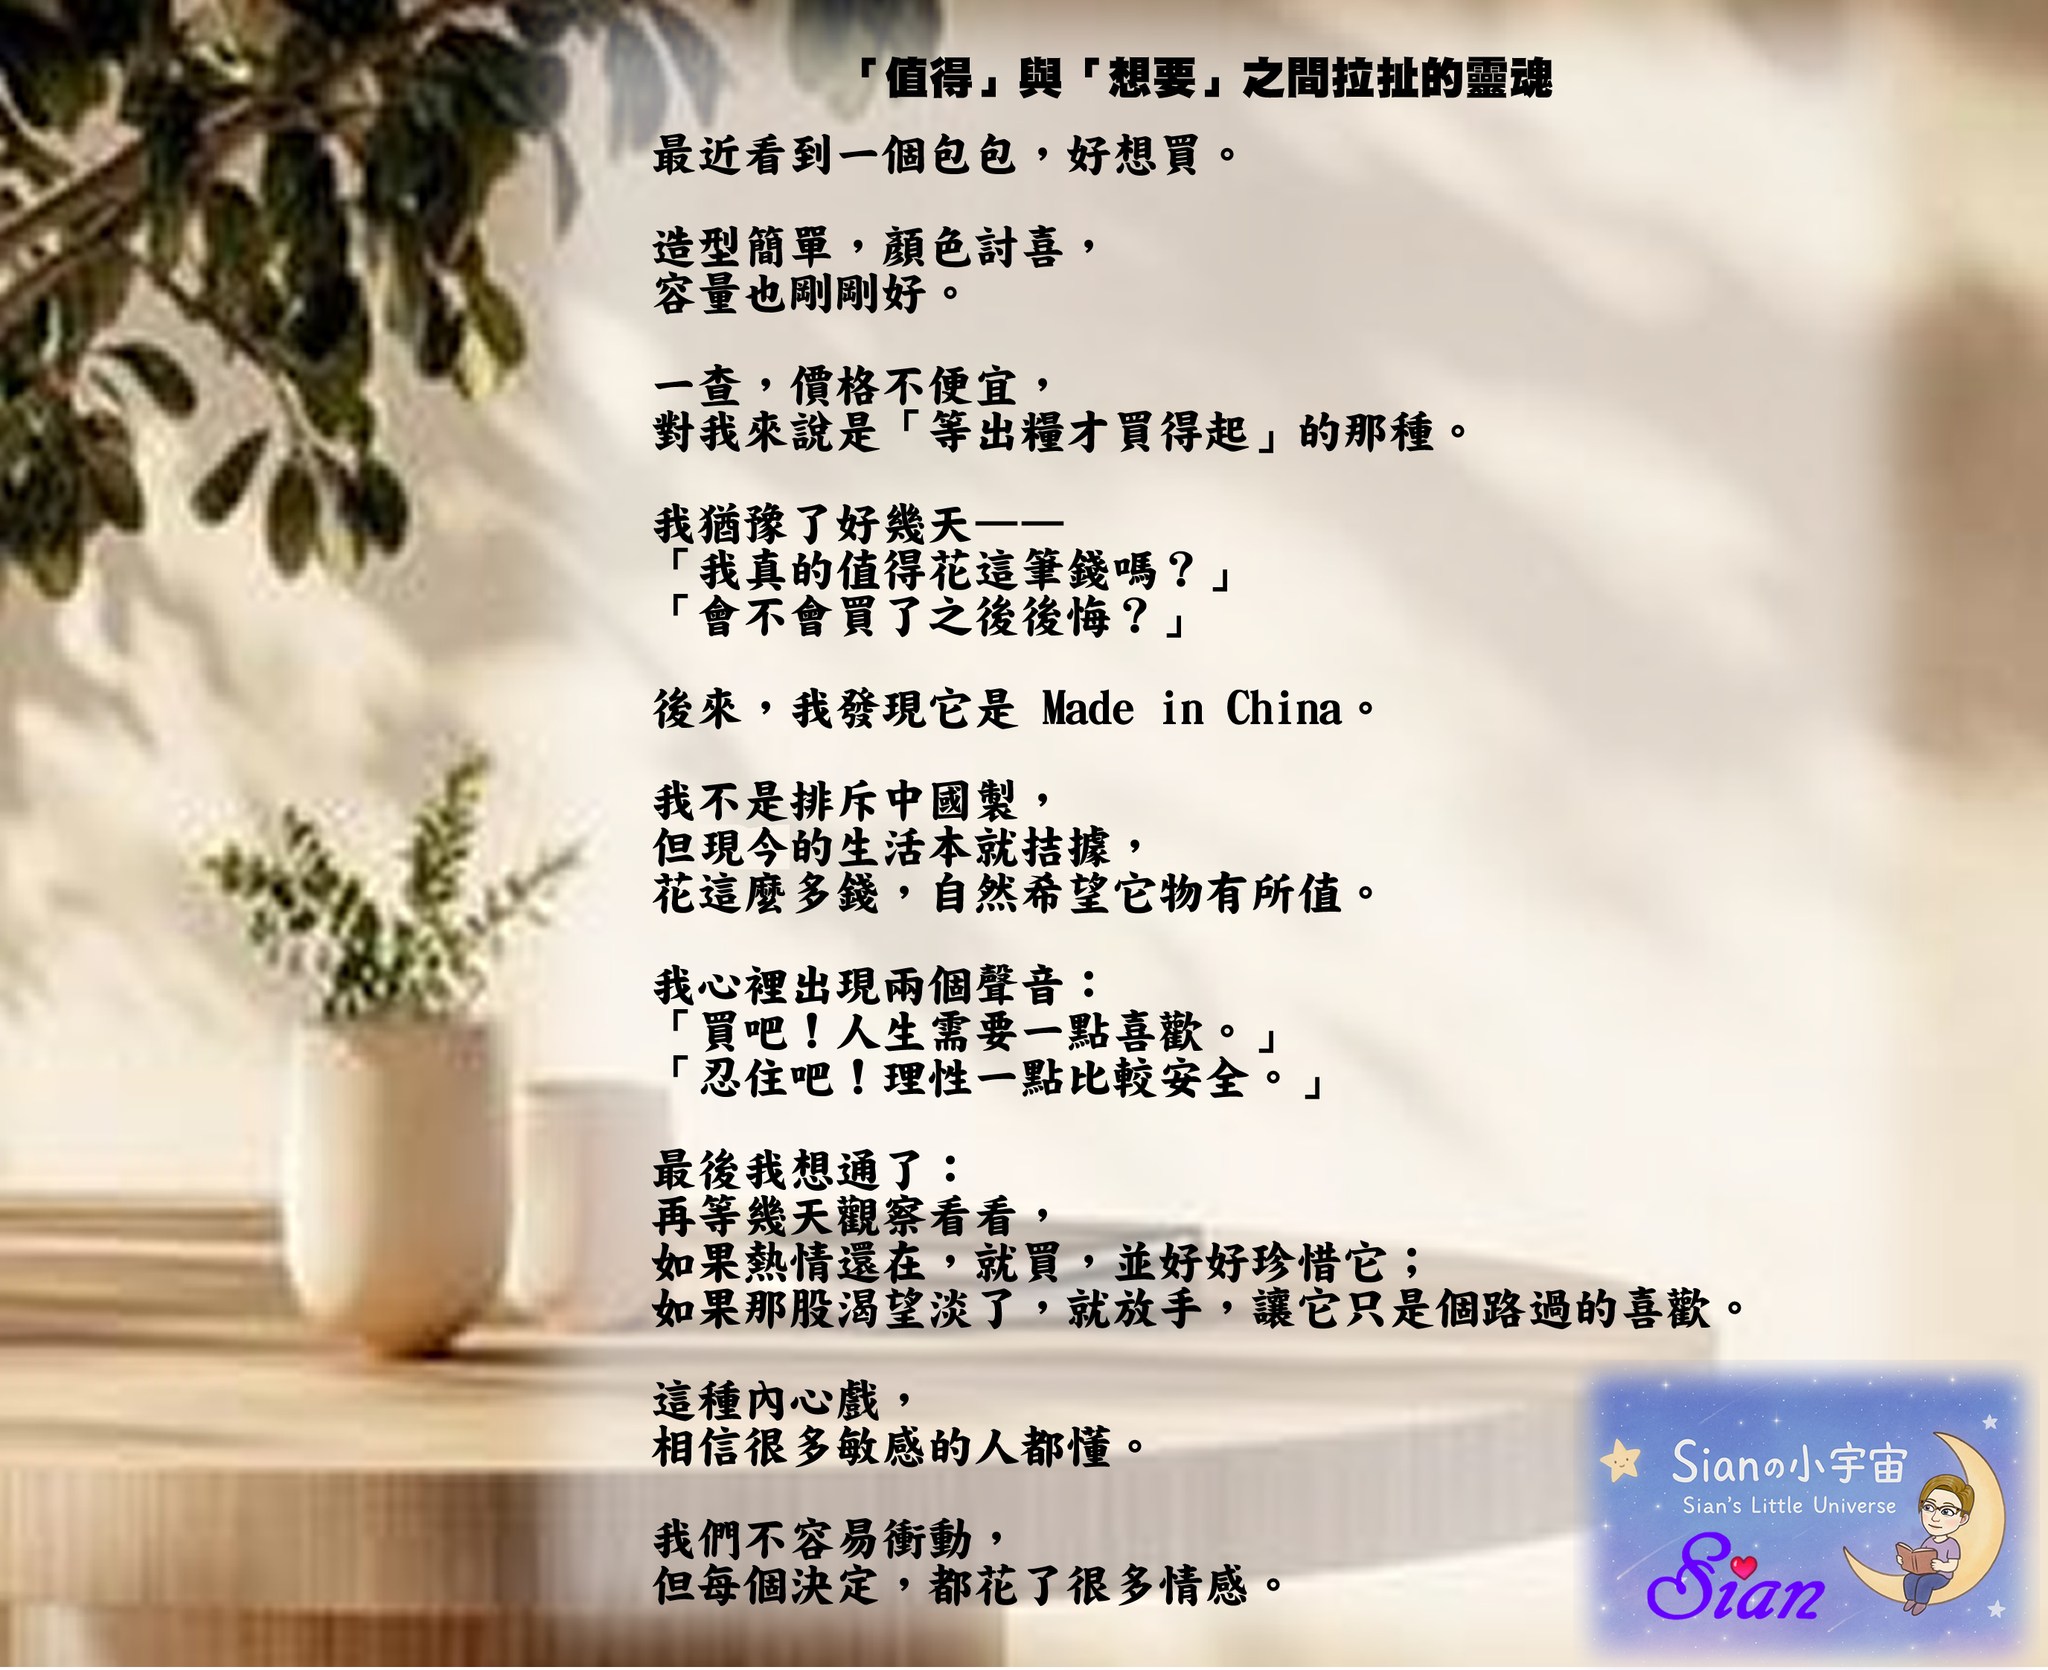 「值得」與「想要」之間拉扯的靈魂
最近看到一個包包，好想買。
造型簡單，顏色討喜，
容量也剛剛好。
一查，價格不便宜，
對我來說是「等出糧才買得起」的那種。
我猶豫了好幾天——
「我真的值得花這筆錢嗎？」
「會不會買了之後後悔？」
後來，我發現它是 Made in China。
我不是排斥中國製，
但現今的生活本就拮据，
花這麼多錢，自然希望它物有所值。
我心裡出現兩個聲音：
「買吧！人生需要一點喜歡。」
「忍住吧！理性一點比較安全。」
最後我想通了：
再等幾天觀察看看，
如果熱情還在，就買，並好好珍惜它；
如果那股渴望淡了，就放手，讓它只是個路過的喜歡。
這種內心戲，
相信很多敏感的人都懂。
我們不容易衝動，
但每個決定，都花了很多情感。
Sianの小宇宙
Sian's Little Universe
Sian